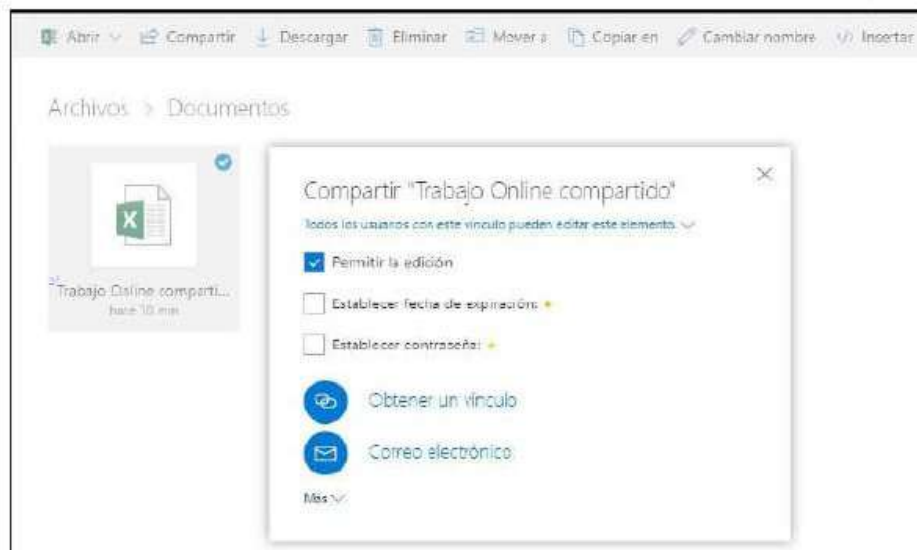 Abrir Compartir Descargar Eliminar Mover a Copiar en Cambiar nombre Insertar
Archivos > Documentos
Compartir "Trabajo Online compartido"
Todos los usuarios con este vínculo pueden editar este elemento.
Permitir la edición
Establecer fecha de expiración:
Establecer contraseña:
Trabajo Online comparti...
hace 10 min
Obtener un vínculo
Correo electrónico
Más